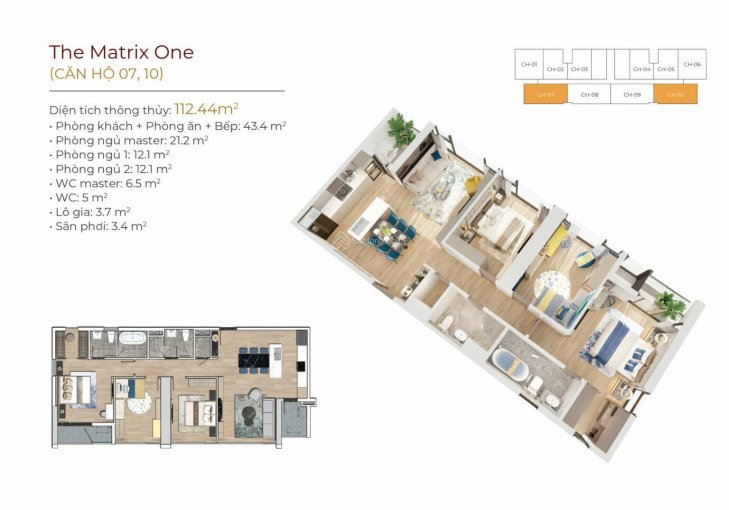 The Matrix One
(CĂN HỘ 07, 10)
Diện tích thông thủy: 112.44m²
• Phòng khách + Phòng ăn + Bếp: 43.4 m²
• Phòng ngủ master: 21.2 m²
• Phòng ngủ 1: 12.1 m²
• Phòng ngủ 2: 12.1 m²
• WC master: 6.5 m²
• WC: 5 m²
• Lô gia: 3.7 m²
• Sân phơi: 3.4 m²
CH-01 CH-02 CH-03 CH-04 CH-05 CH-06
CH-07 CH-08 CH-09 CH-10